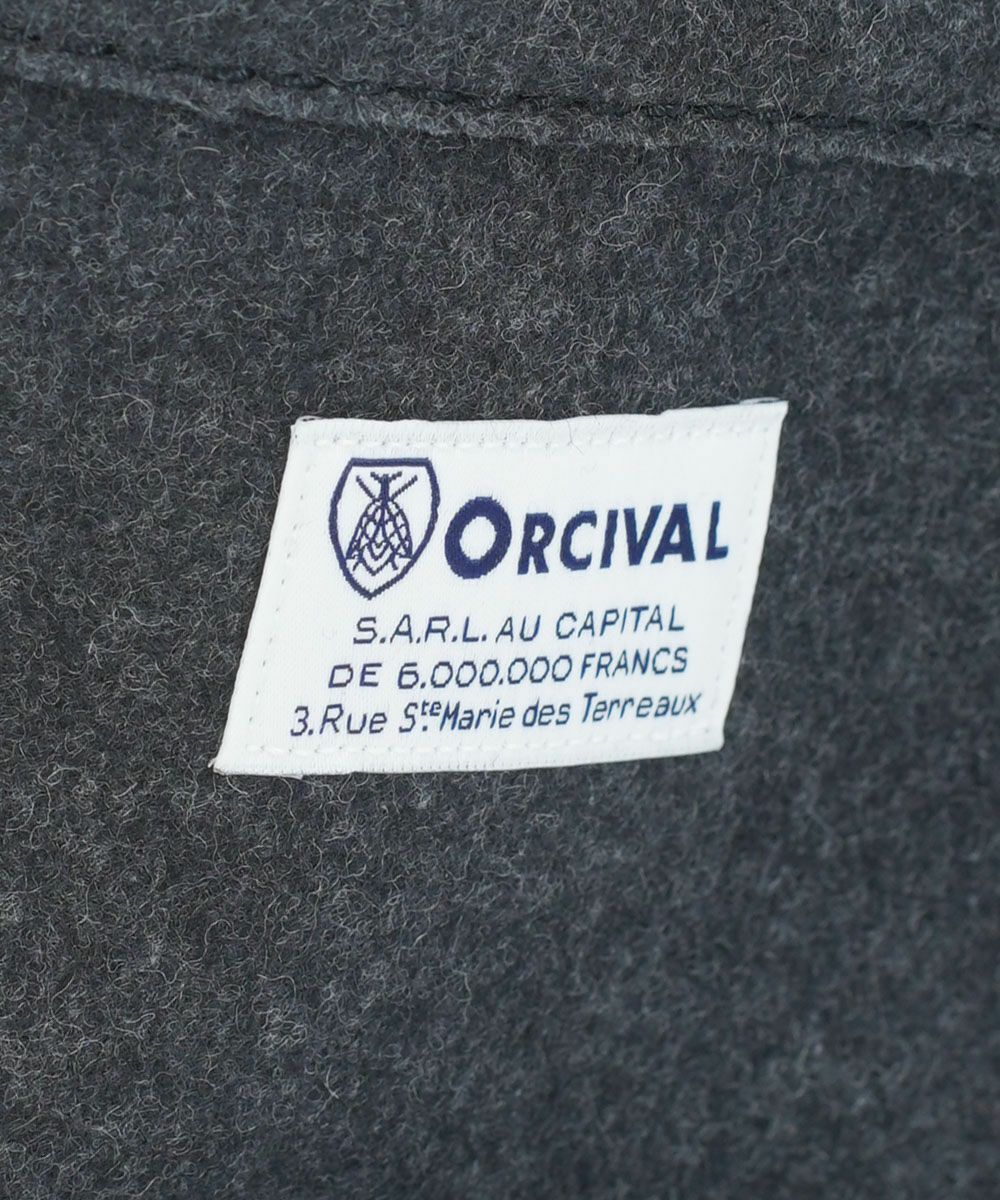 ORCIVAL
S.A.R.L. AU CAPITAL
DE 6.000.000 FRANCS
3.Rue Ste Marie des Terreaux